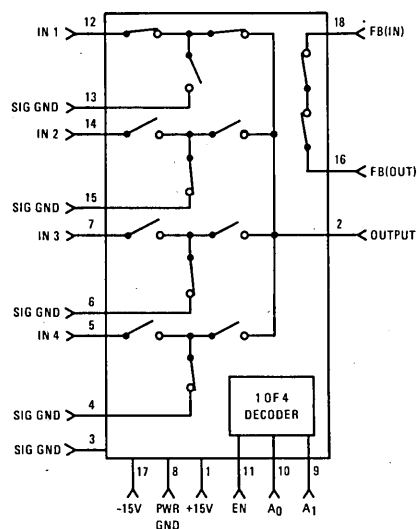 IN 1 12
18 FB(IN)
SIG GND 13
IN 2 14
16 FB(OUT)
SIG GND 15
IN 3 7
2 OUTPUT
SIG GND 6
IN 4 5
1 OF 4
DECODER
SIG GND 4
SIG GND 3
17 8 1 11 10 9
-15V PWR GND +15V EN A0 A1